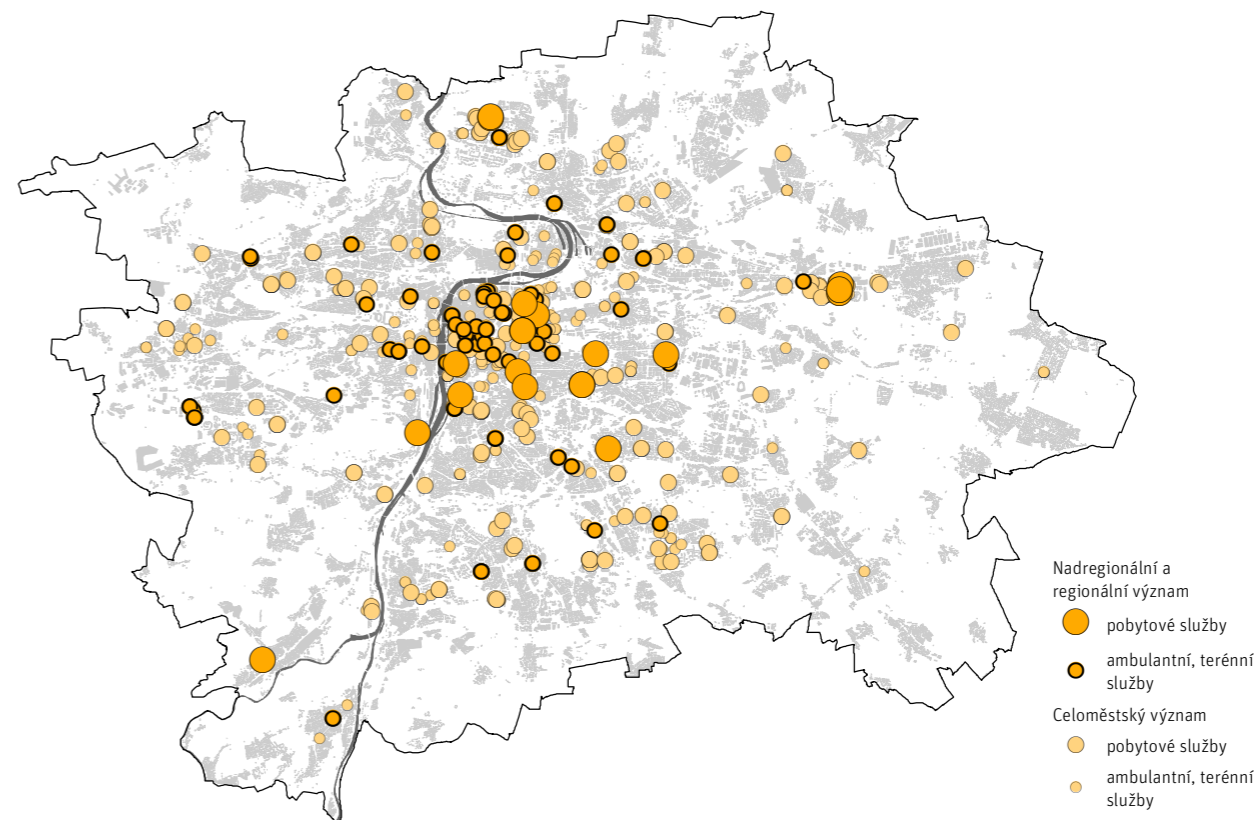 Nadregionální a
regionální význam
pobytové služby
ambulantní, terénní
služby
Celoměstský význam
pobytové služby
ambulantní, terénní
služby